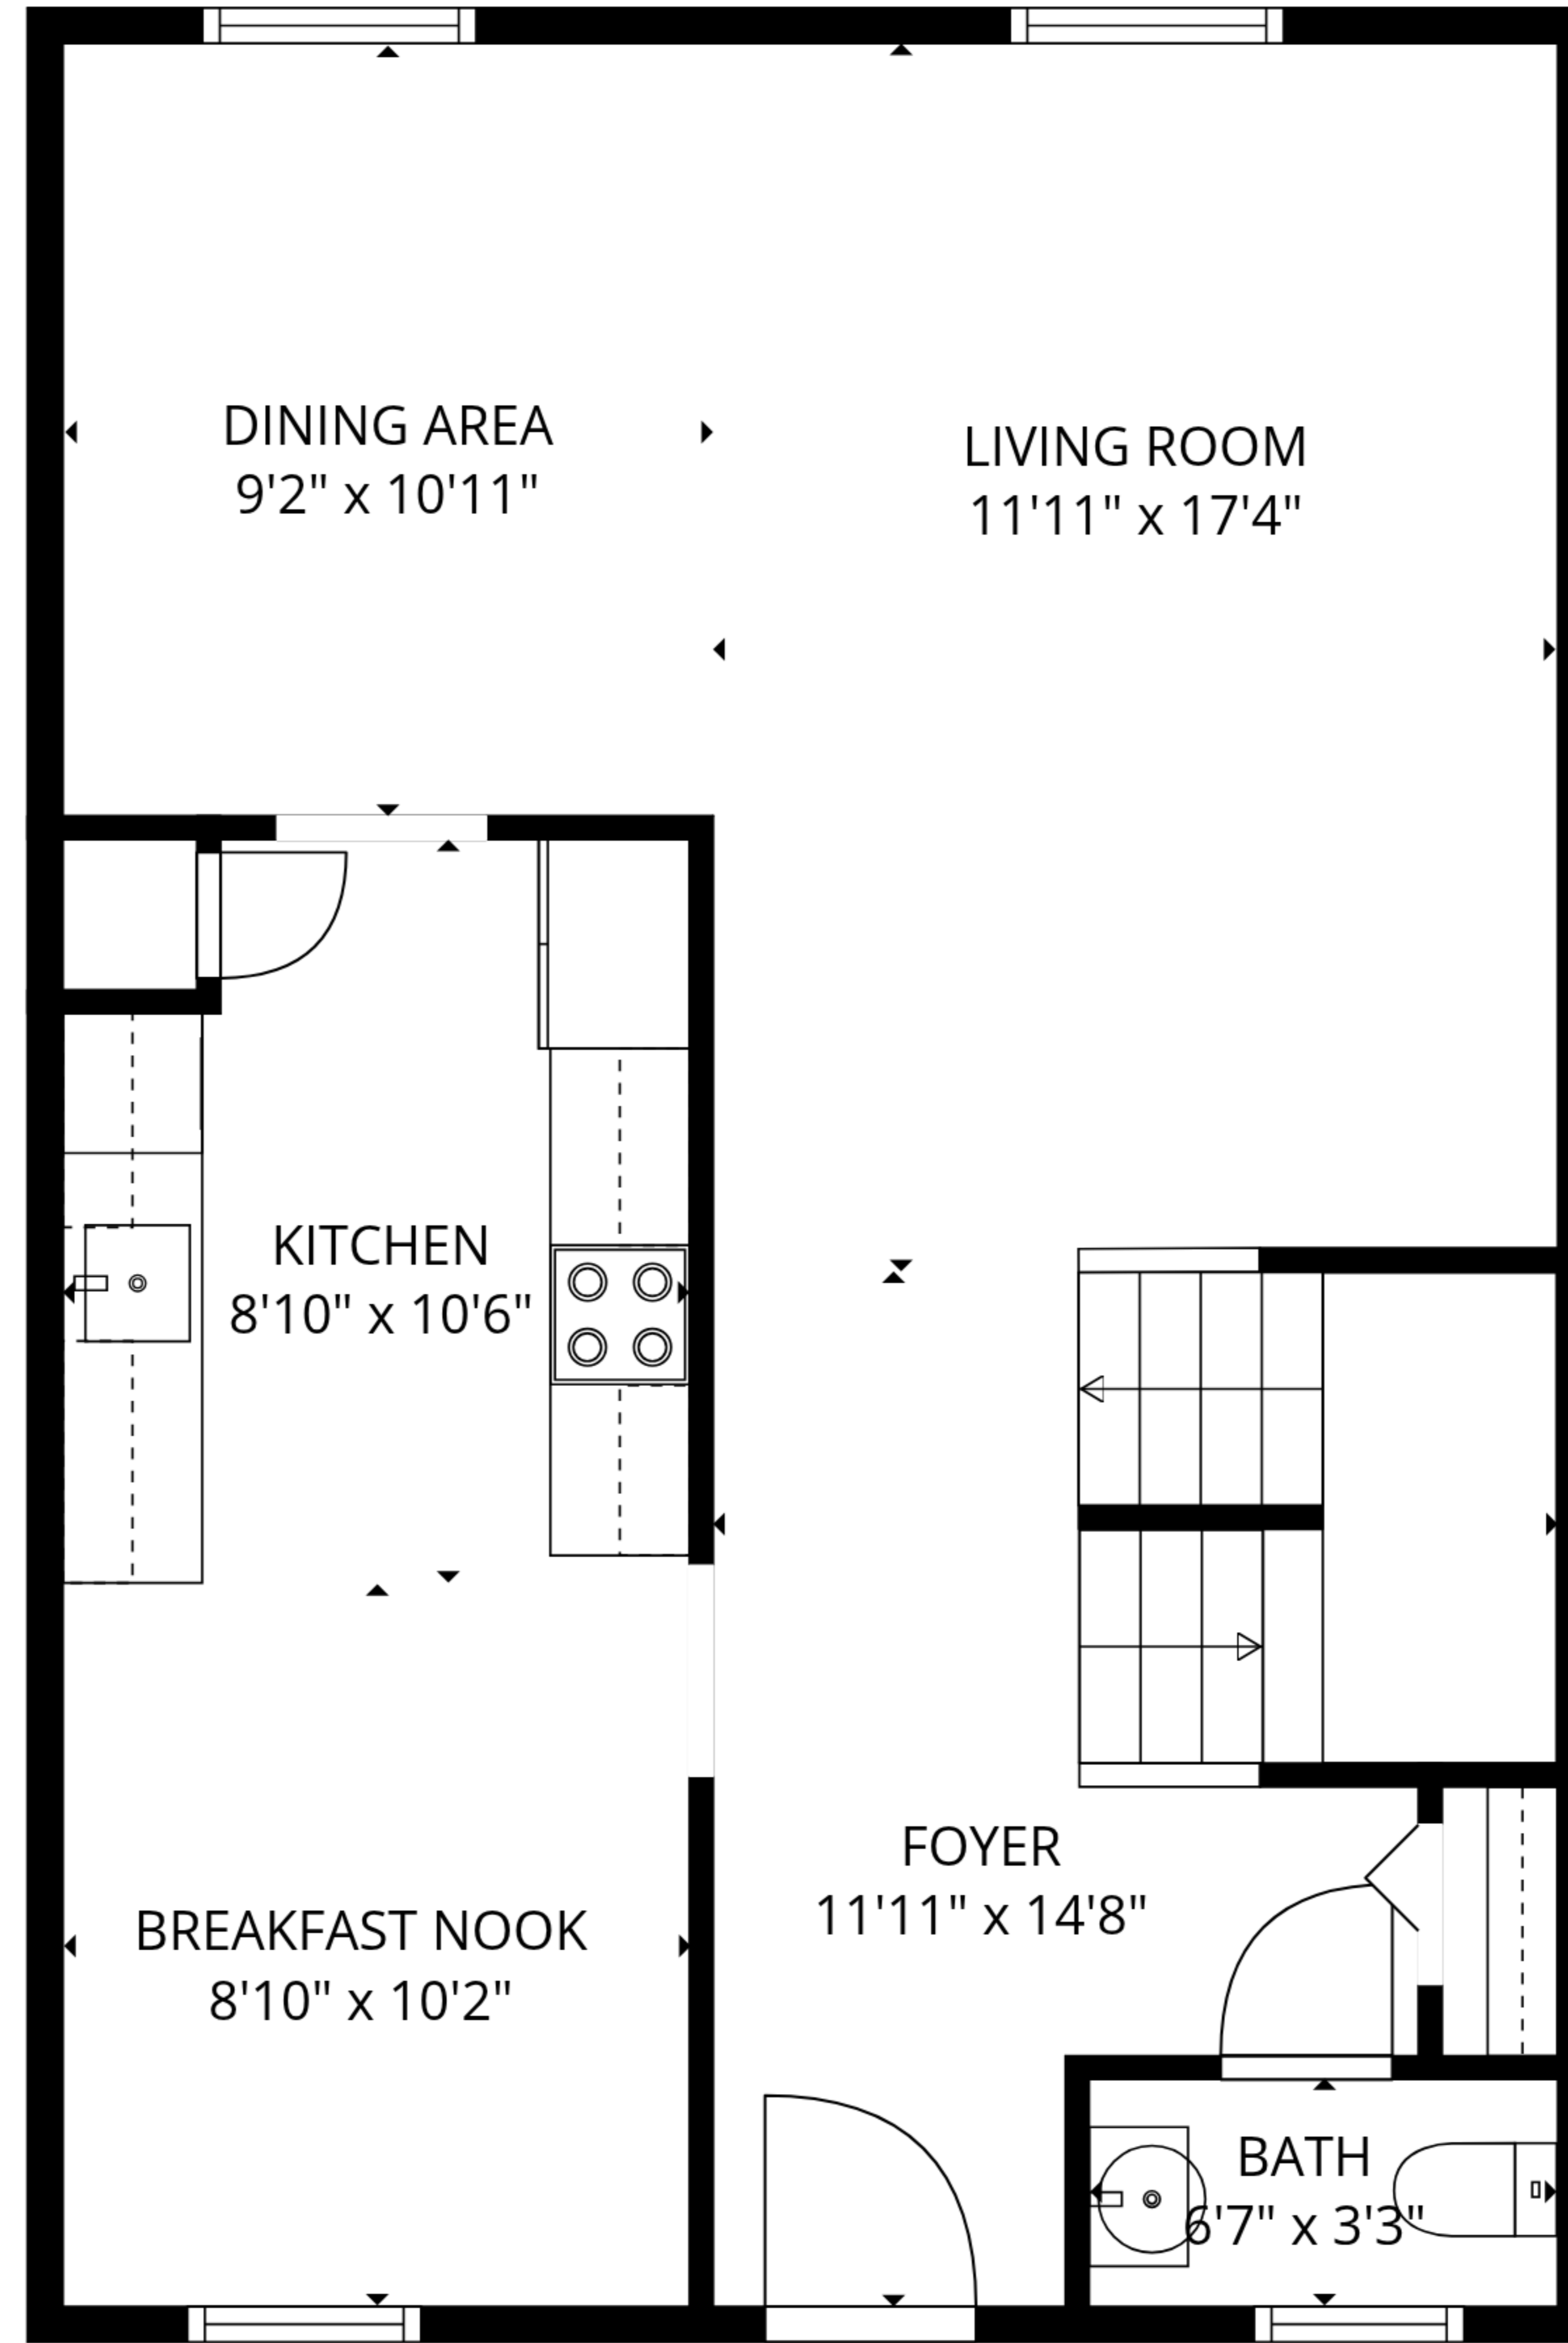 DINING AREA
9'2" x 10'11"
LIVING ROOM
11'11" x 17'4"
KITCHEN
8'10" x 10'6"
FOYER
11'11" x 14'8"
BREAKFAST NOOK
8'10" x 10'2"
BATH
6'7" x 3'3"